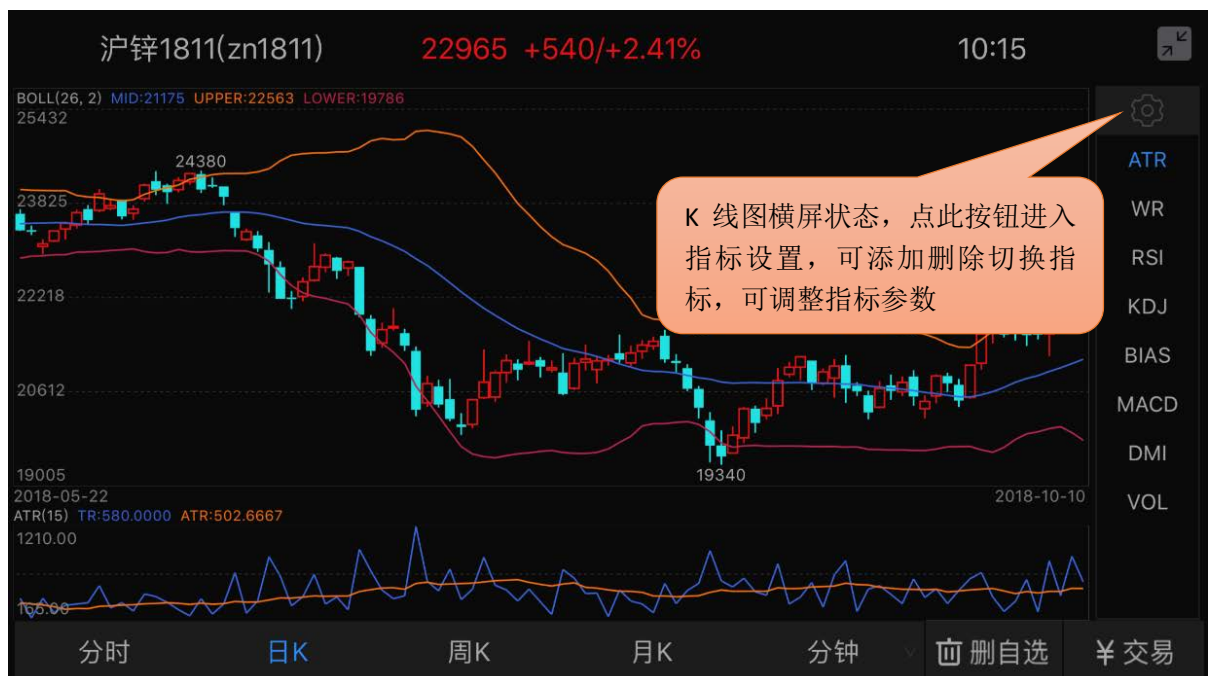 沪锌1811(zn1811) 22965 +540/+2.41% 10:15
BOLL(26, 2) MID:21175 UPPER:22563 LOWER:19786
25432
24380
23825
22218
20612
19005
19340
2018-05-22 2018-10-10
ATR(15) TR:580.0000 ATR:502.6667
1210.00
165.00
K 线图横屏状态，点此按钮进入
指标设置，可添加删除切换指
标，可调整指标参数
ATR
WR
RSI
KDJ
BIAS
MACD
DMI
VOL
分时 日K 周K 月K 分钟 删自选 ¥交易